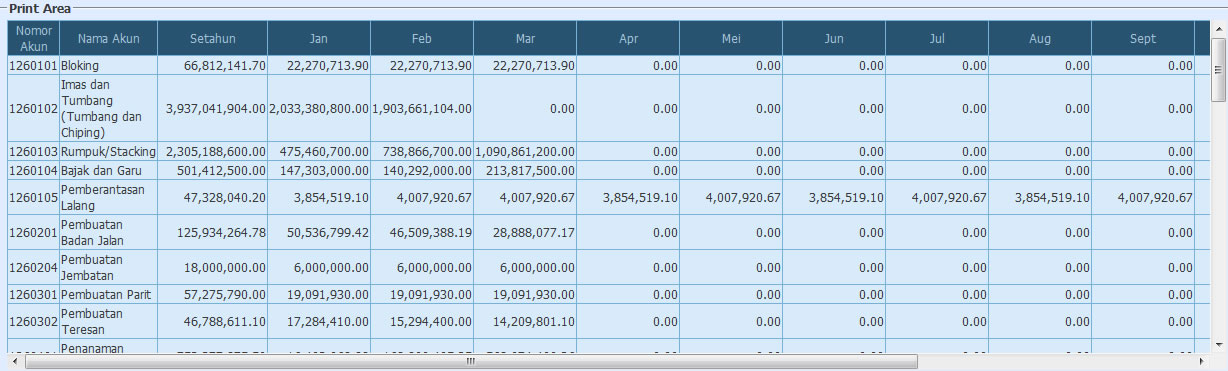 Print Area
Nomor Akun Nama Akun Setahun Jan Feb Mar Apr Mei Jun Jul Aug Sept
1260101 Bloking 66,812,141.70 22,270,713.90 22,270,713.90 22,270,713.90 0.00 0.00 0.00 0.00 0.00 0.00
1260102 Imas dan Tumbang (Tumbang dan Chiping) 3,937,041,904.00 2,033,380,800.00 1,903,661,104.00 0.00 0.00 0.00 0.00 0.00 0.00 0.00
1260103 Rumpuk/Stacking 2,305,188,600.00 475,460,700.00 738,866,700.00 1,090,861,200.00 0.00 0.00 0.00 0.00 0.00 0.00
1260104 Bajak dan Garu 501,412,500.00 147,303,000.00 140,292,000.00 213,817,500.00 0.00 0.00 0.00 0.00 0.00 0.00
1260105 Pemberantasan Lalang 47,328,040.20 3,854,519.10 4,007,920.67 4,007,920.67 3,854,519.10 4,007,920.67 3,854,519.10 4,007,920.67 3,854,519.10 4,007,920.67
1260201 Pembuatan Badan Jalan 125,934,264.78 50,536,799.42 46,509,388.19 28,888,077.17 0.00 0.00 0.00 0.00 0.00 0.00
1260204 Pembuatan Jembatan 18,000,000.00 6,000,000.00 6,000,000.00 6,000,000.00 0.00 0.00 0.00 0.00 0.00 0.00
1260301 Pembuatan Parit 57,275,790.00 19,091,930.00 19,091,930.00 19,091,930.00 0.00 0.00 0.00 0.00 0.00 0.00
1260302 Pembuatan Teresan 46,788,611.10 17,284,410.00 15,294,400.00 14,209,801.10 0.00 0.00 0.00 0.00 0.00 0.00
Penanaman